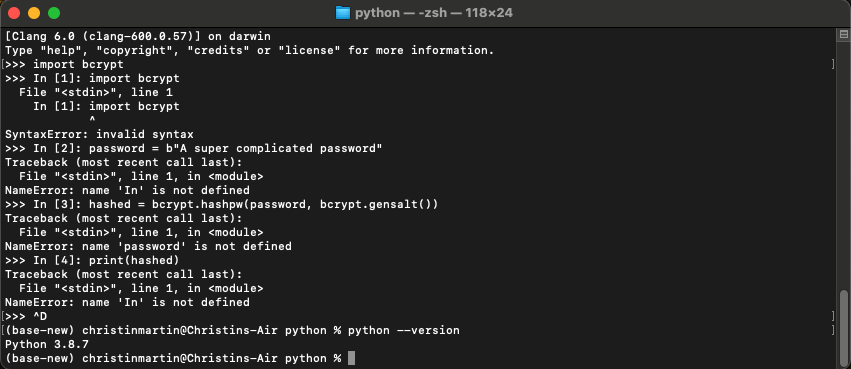 python — -zsh — 118×24
[Clang 6.0 (clang-600.0.57)] on darwin
Type "help", "copyright", "credits" or "license" for more information.
[>>> import bcrypt ]
>>> In [1]: import bcrypt
  File "<stdin>", line 1
    In [1]: import bcrypt
            ^
SyntaxError: invalid syntax
>>> In [2]: password = b"A super complicated password"
Traceback (most recent call last):
  File "<stdin>", line 1, in <module>
NameError: name 'In' is not defined
>>> In [3]: hashed = bcrypt.hashpw(password, bcrypt.gensalt())
Traceback (most recent call last):
  File "<stdin>", line 1, in <module>
NameError: name 'password' is not defined
>>> In [4]: print(hashed)
Traceback (most recent call last):
  File "<stdin>", line 1, in <module>
NameError: name 'In' is not defined
[>>> ^D ]
[(base-new) christinmartin@Christins-Air python % python --version ]
Python 3.8.7
(base-new) christinmartin@Christins-Air python %